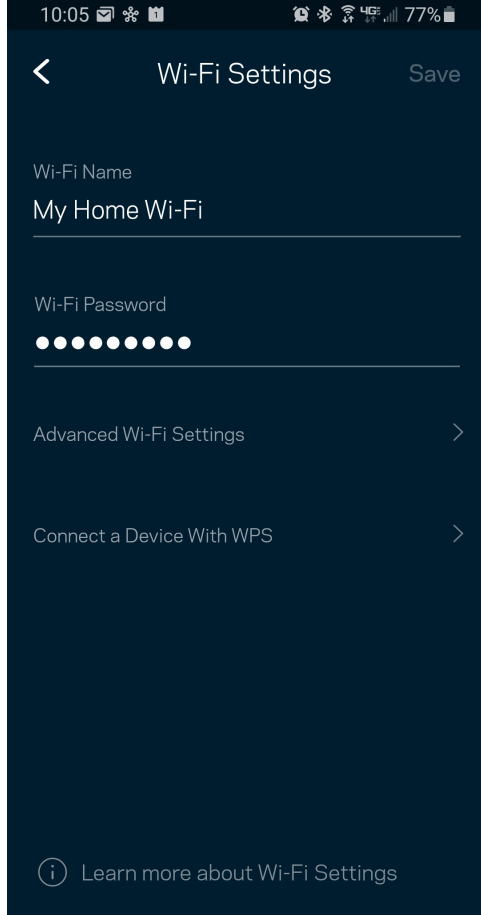 10:05 77%
Wi-Fi Settings Save
Wi-Fi Name
My Home Wi-Fi
Wi-Fi Password
●●●●●●●●●
Advanced Wi-Fi Settings
Connect a Device With WPS
Learn more about Wi-Fi Settings